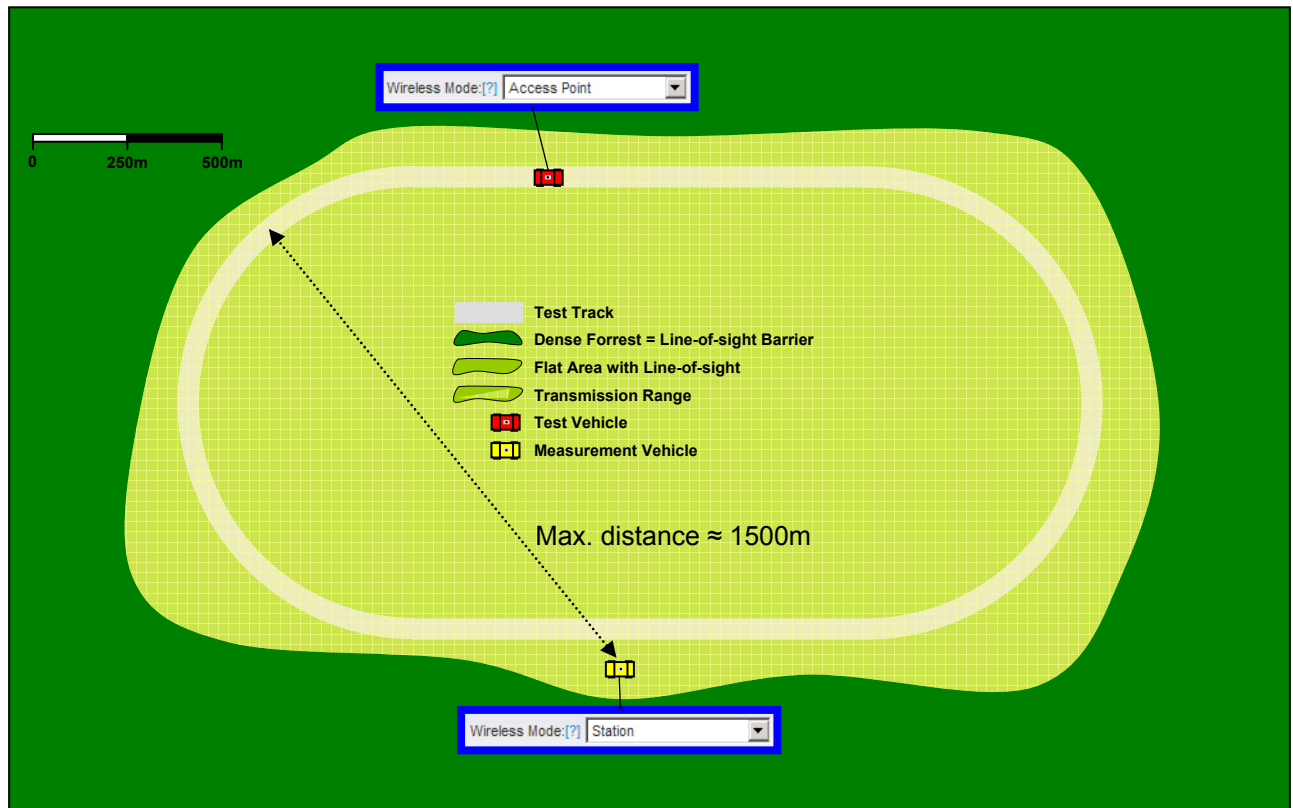 Wireless Mode:[?] Access Point
0 250m 500m
Test Track
Dense Forrest = Line-of-sight Barrier
Flat Area with Line-of-sight
Transmission Range
Test Vehicle
Measurement Vehicle
Max. distance ≈ 1500m
Wireless Mode:[?] Station